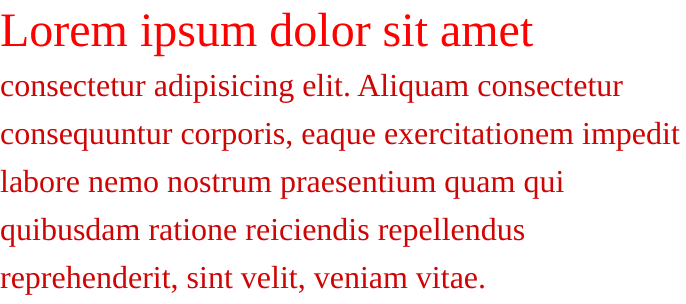 Lorem ipsum dolor sit amet
consectetur adipisicing elit. Aliquam consectetur
consequuntur corporis, eaque exercitationem impedit
labore nemo nostrum praesentium quam qui
quibusdam ratione reiciendis repellendus
reprehenderit, sint velit, veniam vitae.